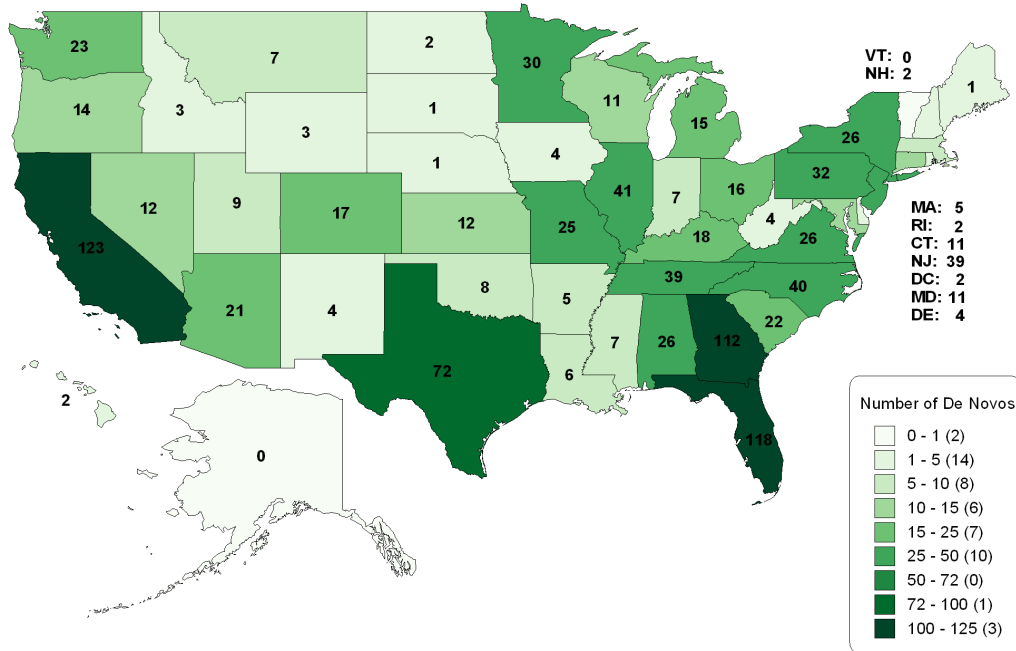 23
7
2
30
VT: 0
NH: 2
1
14
3
3
1
11
15
26
1
4
41
7
16
32
12
9
17
12
25
18
4
26
MA: 5
RI: 2
CT: 11
NJ: 39
DC: 2
MD: 11
DE: 4
123
21
4
8
5
39
40
22
7
26
112
6
72
2
0
118
Number of De Novos
0 - 1 (2)
1 - 5 (14)
5 - 10 (8)
10 - 15 (6)
15 - 25 (7)
25 - 50 (10)
50 - 72 (0)
72 - 100 (1)
100 - 125 (3)